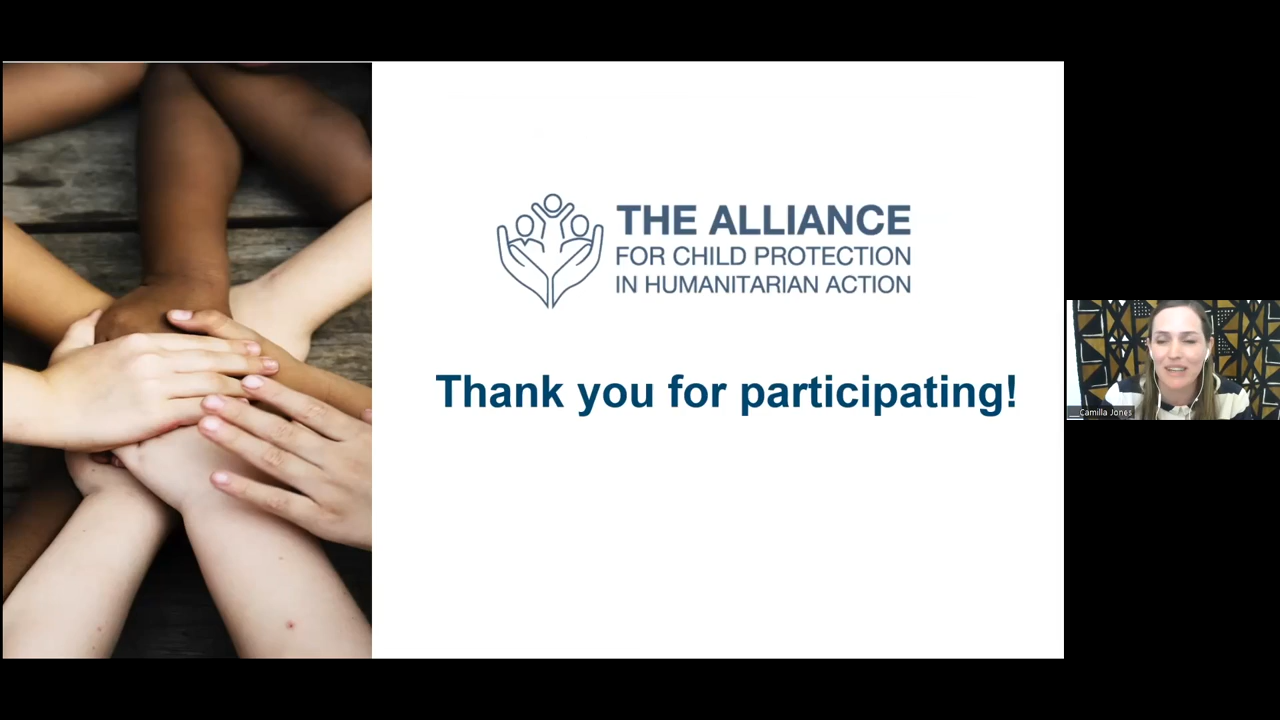 THE ALLIANCE
FOR CHILD PROTECTION
IN HUMANITARIAN ACTION
Thank you for participating!
Camilla Jones